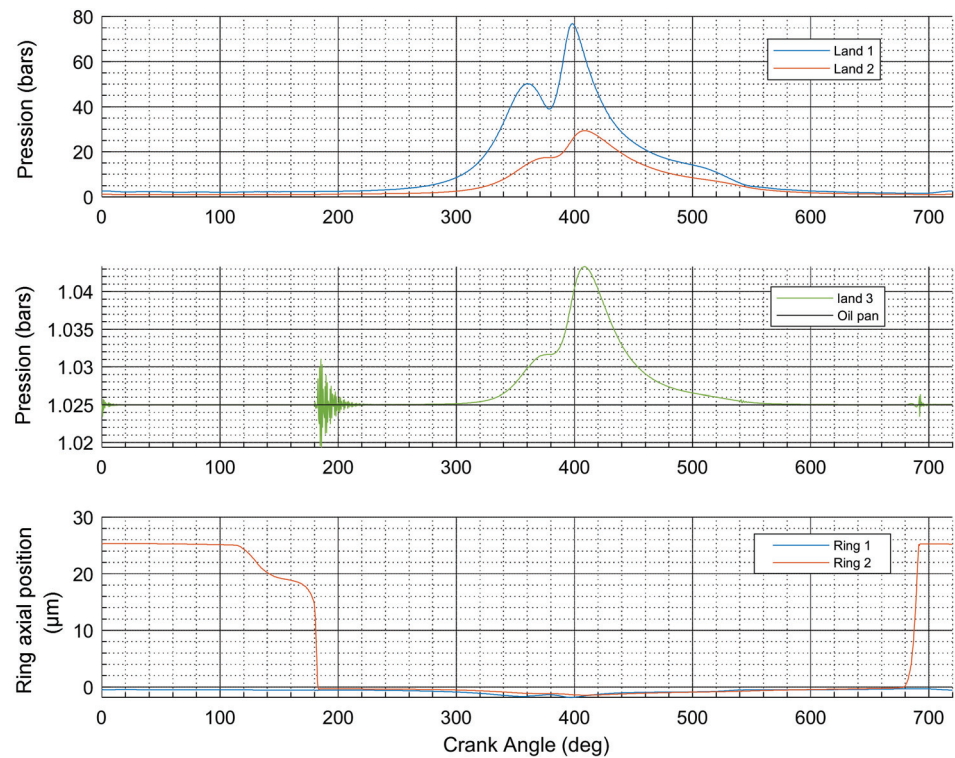 Pression (bars)
80
60
40
20
0
Land 1
Land 2
0 100 200 300 400 500 600 700
Pression (bars)
1.04
1.035
1.03
1.025
1.02
land 3
Oil pan
0 100 200 300 400 500 600 700
Ring axial position
(μm)
30
20
10
0
Ring 1
Ring 2
0 100 200 300 400 500 600 700
Crank Angle (deg)